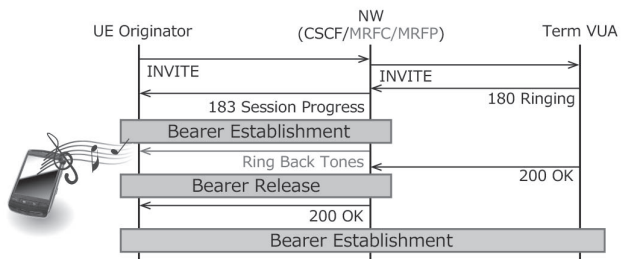 UE Originator
NW
(CSCF/MRFC/MRFP)
Term VUA
INVITE
INVITE
180 Ringing
183 Session Progress
Bearer Establishment
Ring Back Tones
200 OK
Bearer Release
200 OK
Bearer Establishment